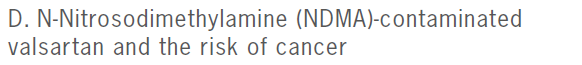 D. N-Nitrosodimethylamine (NDMA)-contaminated
valsartan and the risk of cancer